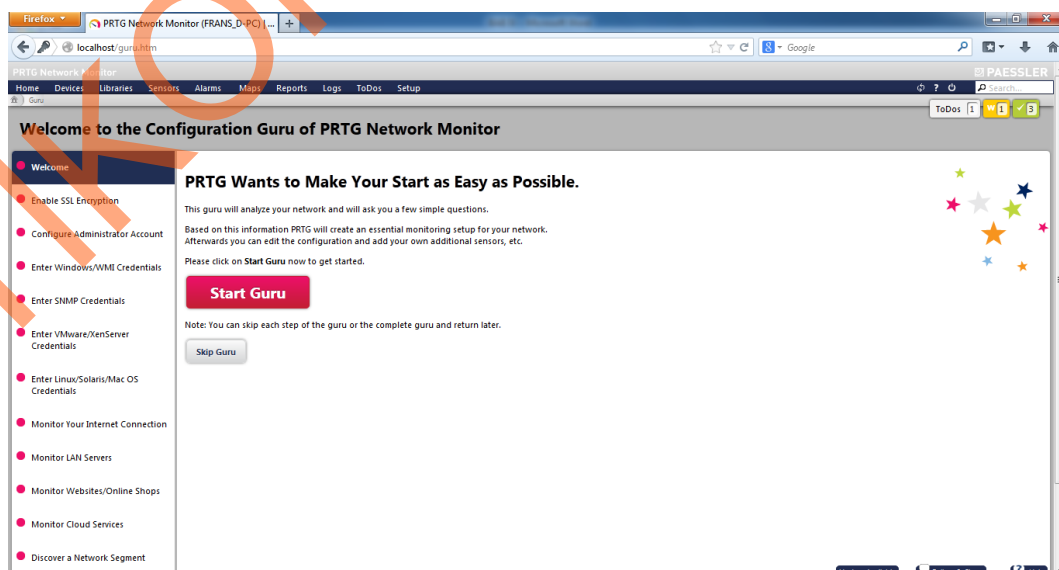 Firefox
PRTG Network Monitor (FRANS_D-PC) | ...
localhost/guru.htm
Google
PRTG Network Monitor
PAESSLER
Home Devices Libraries Sensors Alarms Maps Reports Logs ToDos Setup
Search...
Guru
ToDos 1 W 1 3
Welcome to the Configuration Guru of PRTG Network Monitor
Welcome
Enable SSL Encryption
Configure Administrator Account
Enter Windows/WMI Credentials
Enter SNMP Credentials
Enter VMware/XenServer
Credentials
Enter Linux/Solaris/Mac OS
Credentials
Monitor Your Internet Connection
Monitor LAN Servers
Monitor Websites/Online Shops
Monitor Cloud Services
Discover a Network Segment
PRTG Wants to Make Your Start as Easy as Possible.
This guru will analyze your network and will ask you a few simple questions.
Based on this information PRTG will create an essential monitoring setup for your network.
Afterwards you can edit the configuration and add your own additional sensors, etc.
Please click on Start Guru now to get started.
Start Guru
Note: You can skip each step of the guru or the complete guru and return later.
Skip Guru